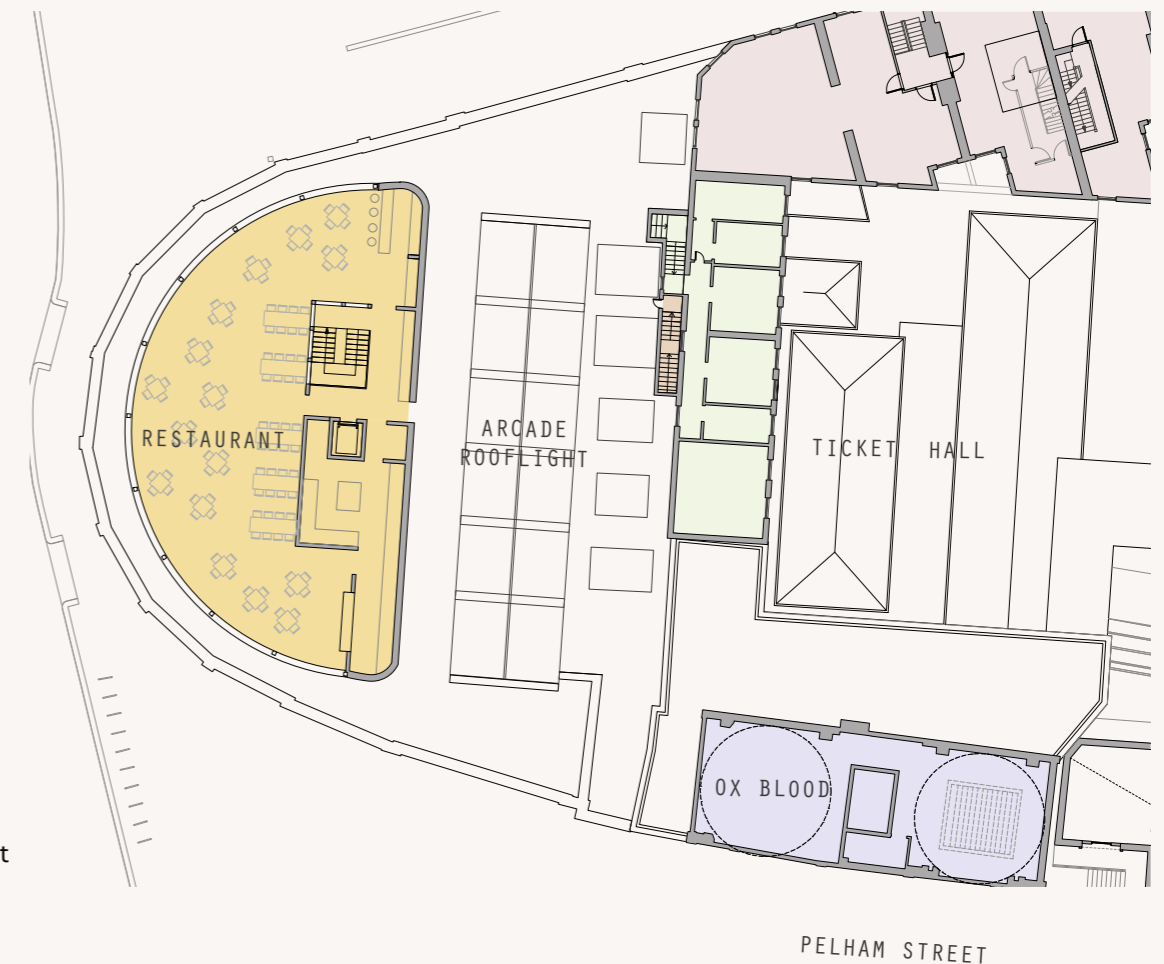 ARCADE
ROOFLIGHT
RESTAURANT
TICKET HALL
OX BLOOD
t
PELHAM STREET